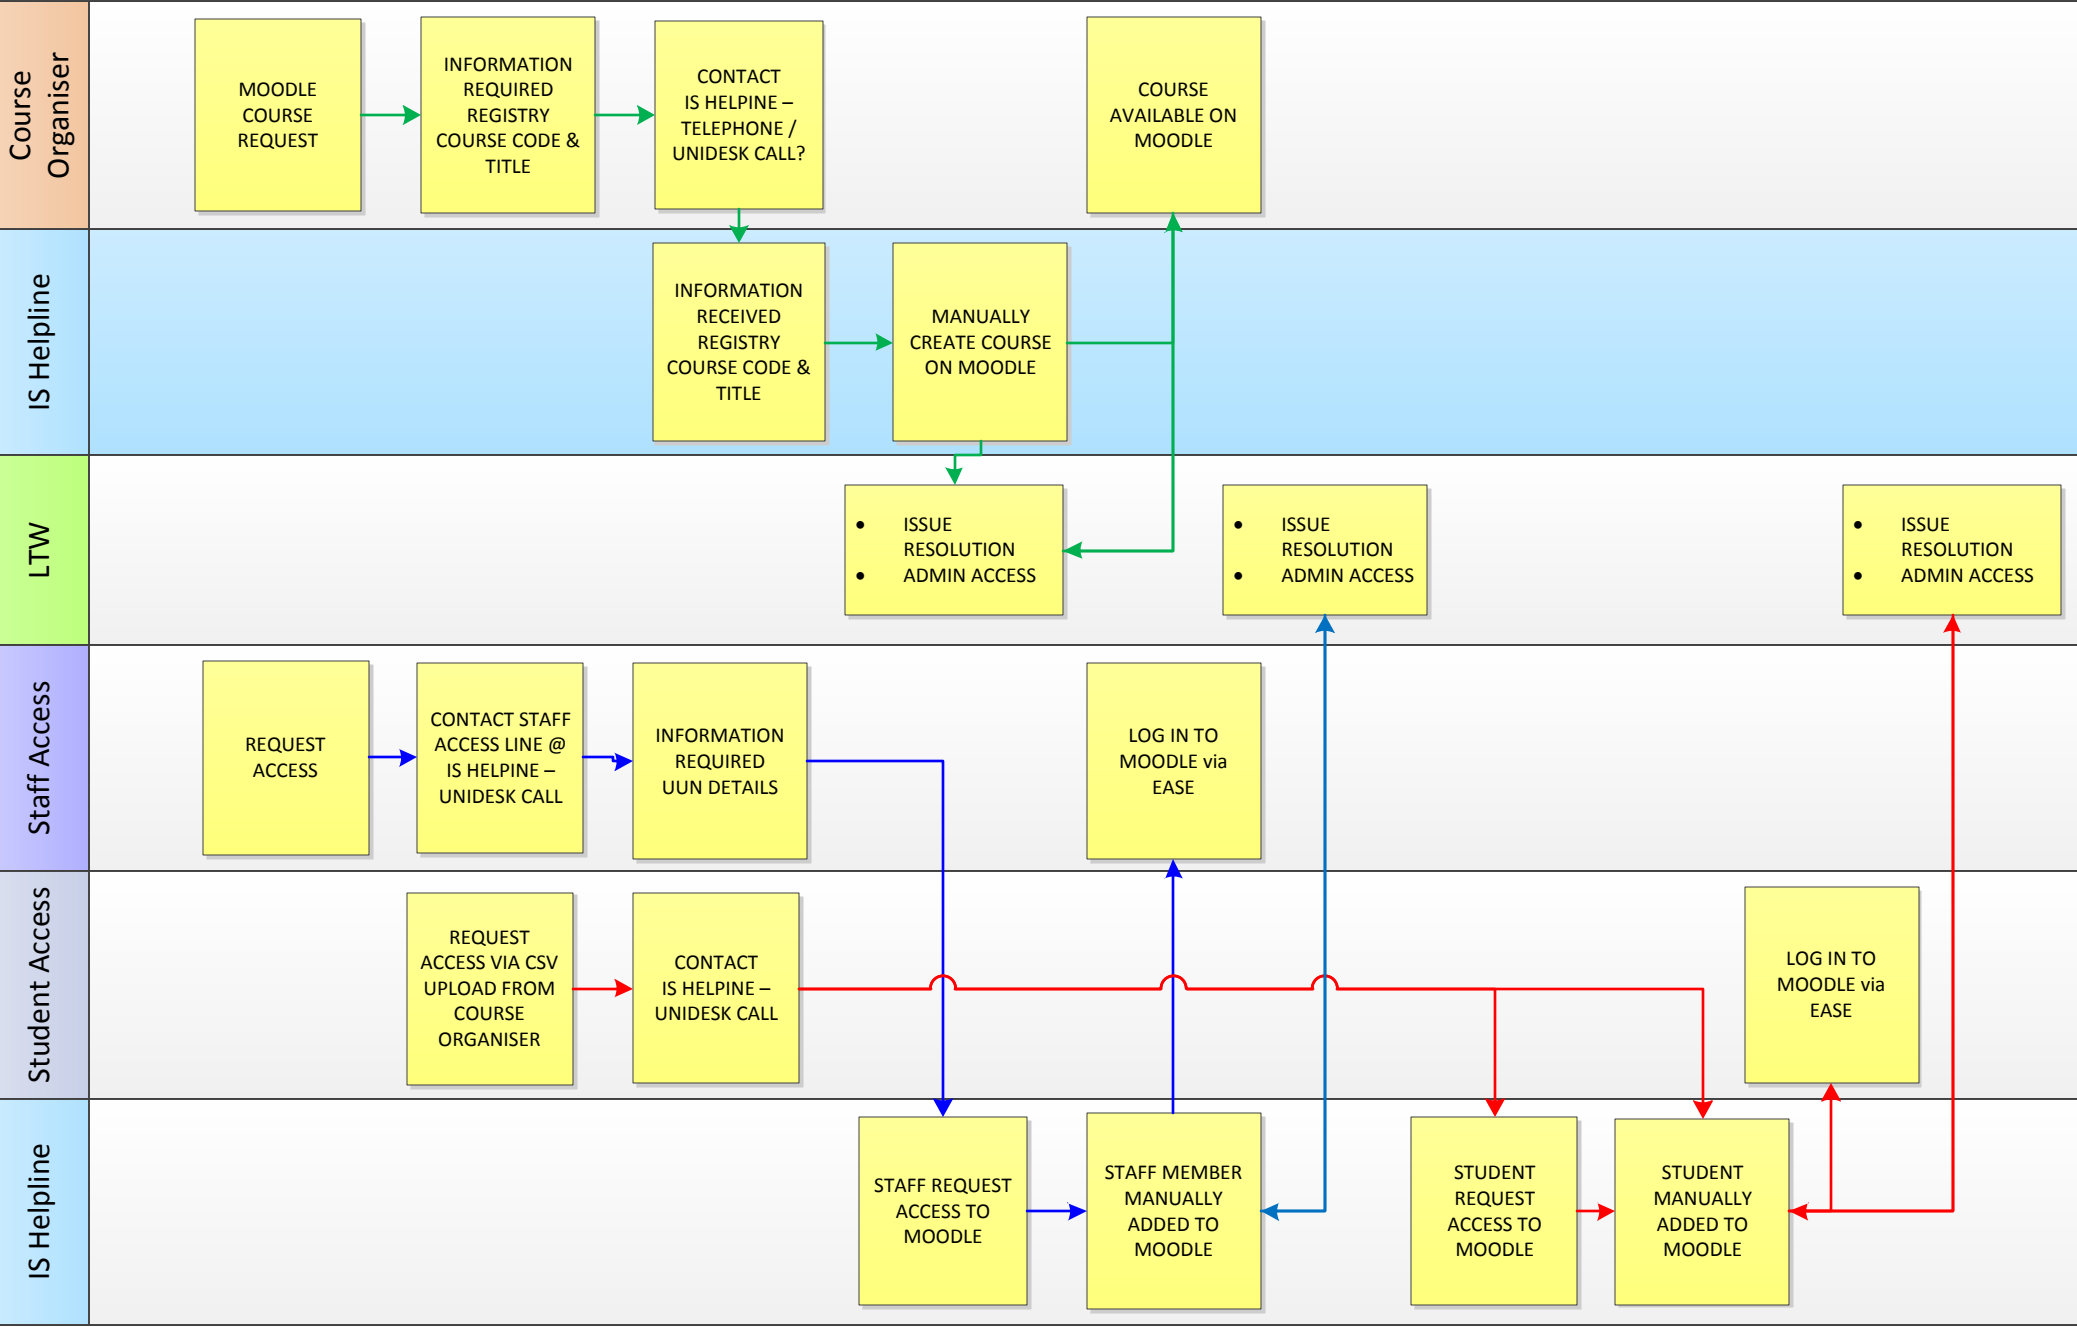 Course
Organiser
MOODLE
COURSE
REQUEST
INFORMATION
REQUIRED
REGISTRY
COURSE CODE &
TITLE
CONTACT
IS HELPINE –
TELEPHONE /
UNIDESK CALL?
COURSE
AVAILABLE ON
MOODLE
IS Helpline
INFORMATION
RECEIVED
REGISTRY
COURSE CODE &
TITLE
MANUALLY
CREATE COURSE
ON MOODLE
LTW
• ISSUE
RESOLUTION
• ADMIN ACCESS
• ISSUE
RESOLUTION
• ADMIN ACCESS
• ISSUE
RESOLUTION
• ADMIN ACCESS
Staff Access
REQUEST
ACCESS
CONTACT STAFF
ACCESS LINE @
IS HELPINE –
UNIDESK CALL
INFORMATION
REQUIRED
UUN DETAILS
LOG IN TO
MOODLE via
EASE
Student Access
REQUEST
ACCESS VIA CSV
UPLOAD FROM
COURSE
ORGANISER
CONTACT
IS HELPINE –
UNIDESK CALL
LOG IN TO
MOODLE via
EASE
IS Helpline
STAFF REQUEST
ACCESS TO
MOODLE
STAFF MEMBER
MANUALLY
ADDED TO
MOODLE
STUDENT
REQUEST
ACCESS TO
MOODLE
STUDENT
MANUALLY
ADDED TO
MOODLE